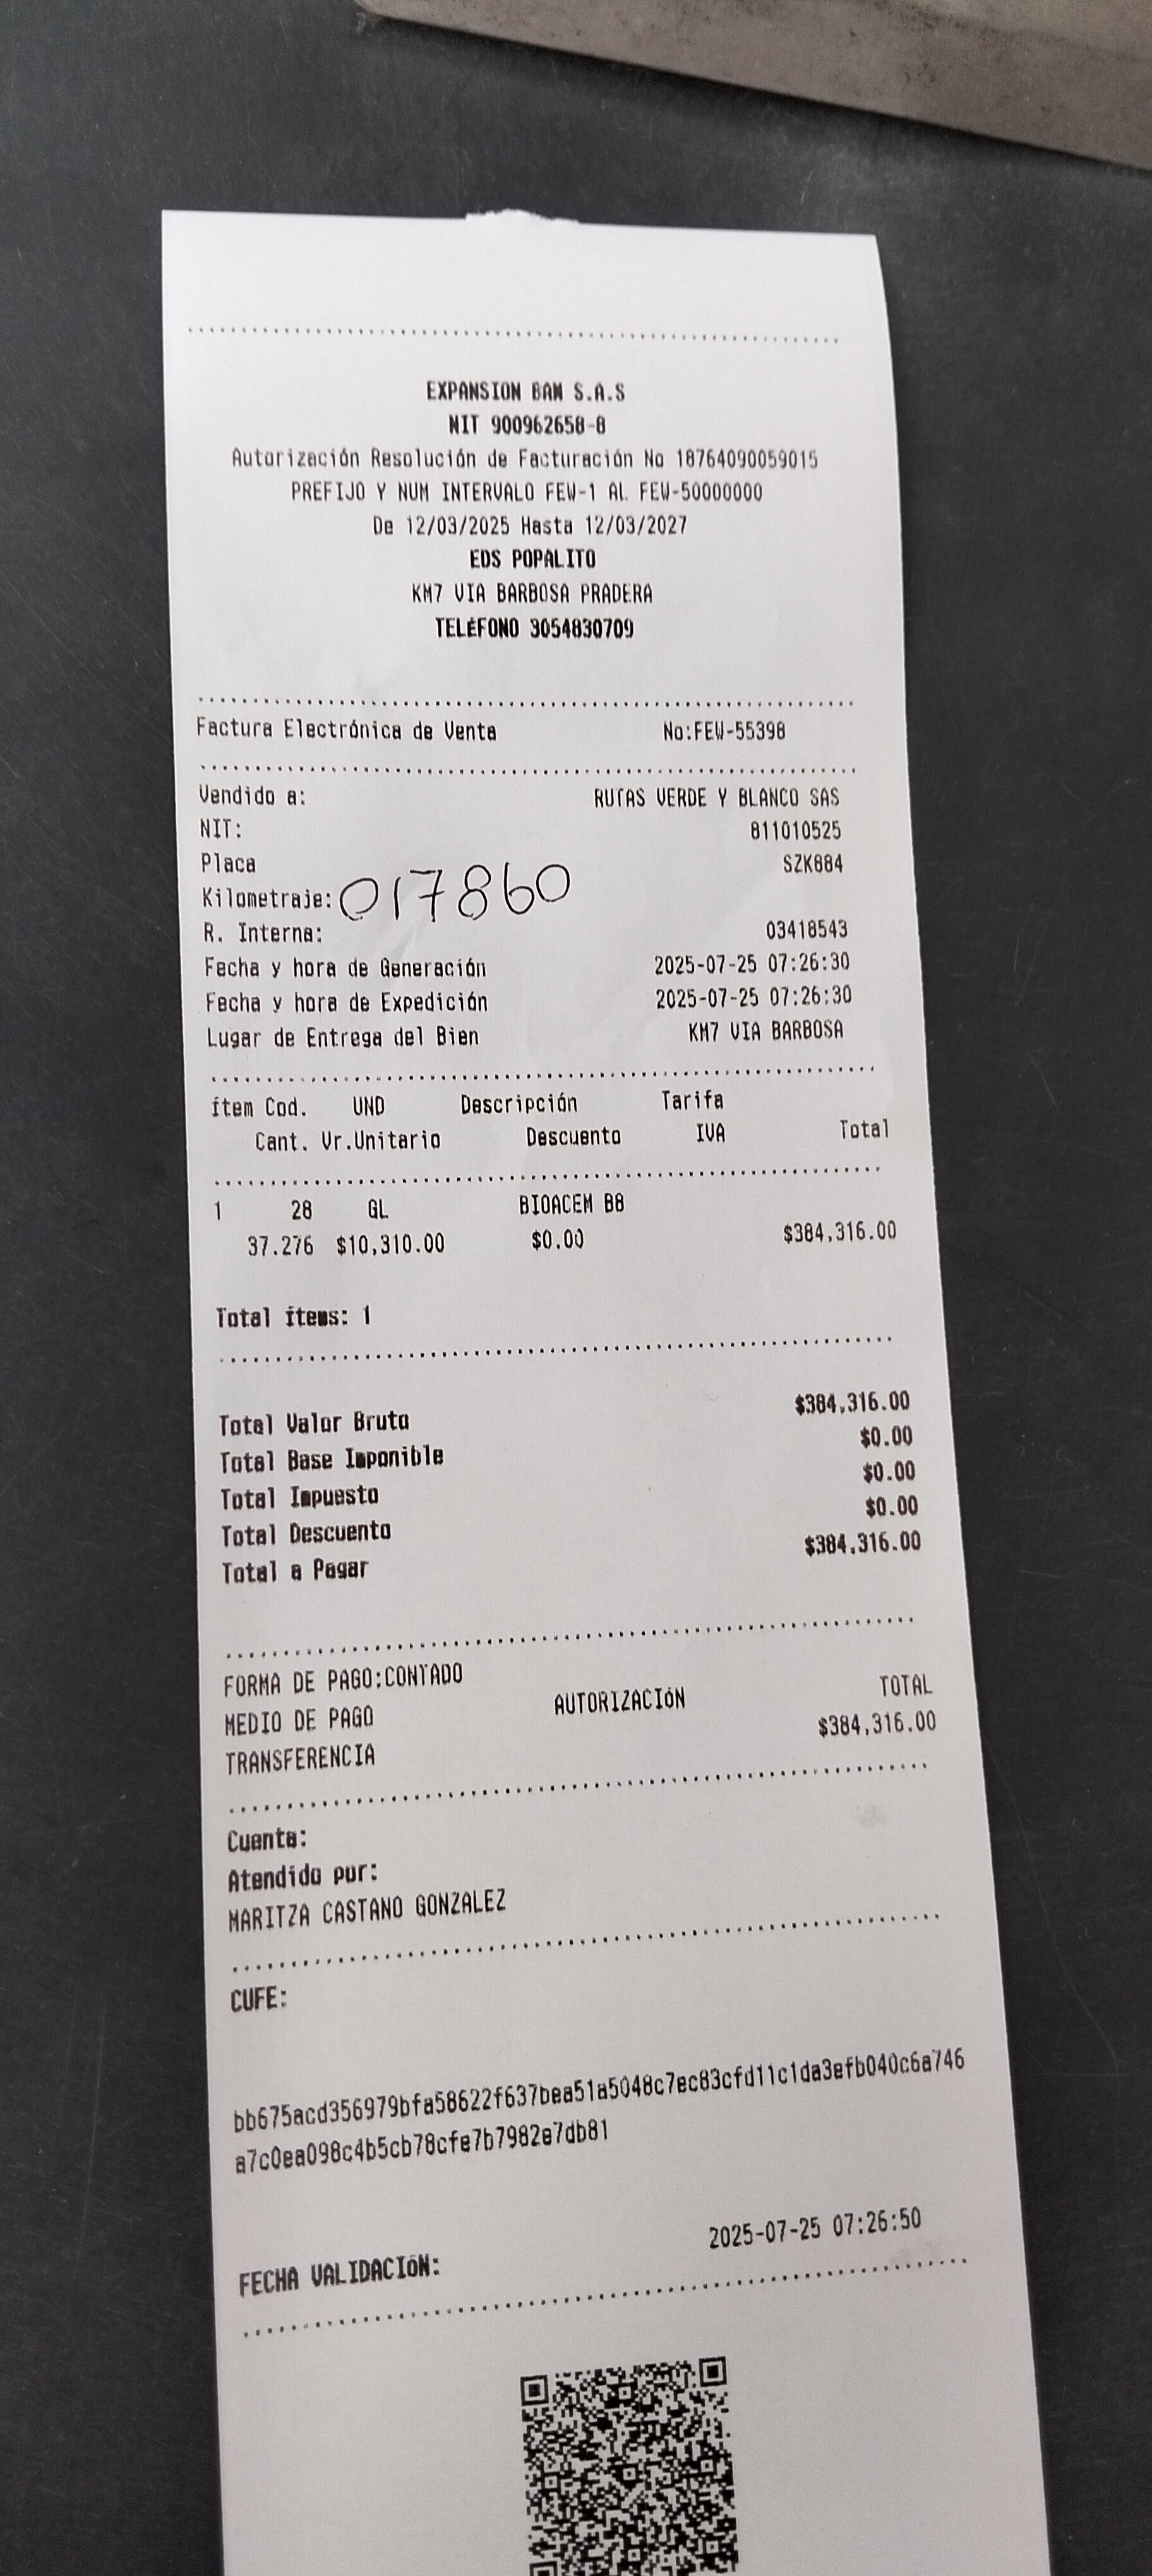 EXPANSION BAM S.A.S
NIT 900962658-8
Autorización Resolución de Facturación No 18764090059015
PREFIJO Y NUM INTERVALO FEW-1 AL FEW-50000000
De 12/03/2025 Hasta 12/03/2027
EDS POPALITO
KM7 VIA BARBOSA PRADERA
TELÉFONO 3054830709
Factura Electrónica de Venta No:FEW-55398
Vendido a: RUTAS VERDE Y BLANCO SAS
NIT: 811010525
Placa SZK884
Kilometraje: 017860
R. Interna: 03418543
Fecha y hora de Generación 2025-07-25 07:26:30
Fecha y hora de Expedición 2025-07-25 07:26:30
Lugar de Entrega del Bien KM7 VIA BARBOSA
Ítem Cod. UND Descripción Tarifa
Cant. Vr.Unitario Descuento IVA Total
1 28 GL BIOACEM B8
37.276 $10,310.00 $0.00 $384,316.00
Total ítems: 1
Total Valor Bruto $384,316.00
Total Base Imponible $0.00
Total Impuesto $0.00
Total Descuento $0.00
Total a Pagar $384,316.00
FORMA DE PAGO:CONTADO
MEDIO DE PAGO AUTORIZACIÓN TOTAL
TRANSFERENCIA $384,316.00
Cuenta:
Atendido por:
MARITZA CASTANO GONZALEZ
CUFE:
bb675acd356979bfa58622f637bea51a5048c7ec83cfd11c1da3efb040c6a746
a7c0ea098c4b5cb78cfe7b7982e7db81
FECHA VALIDACIÓN: 2025-07-25 07:26:50